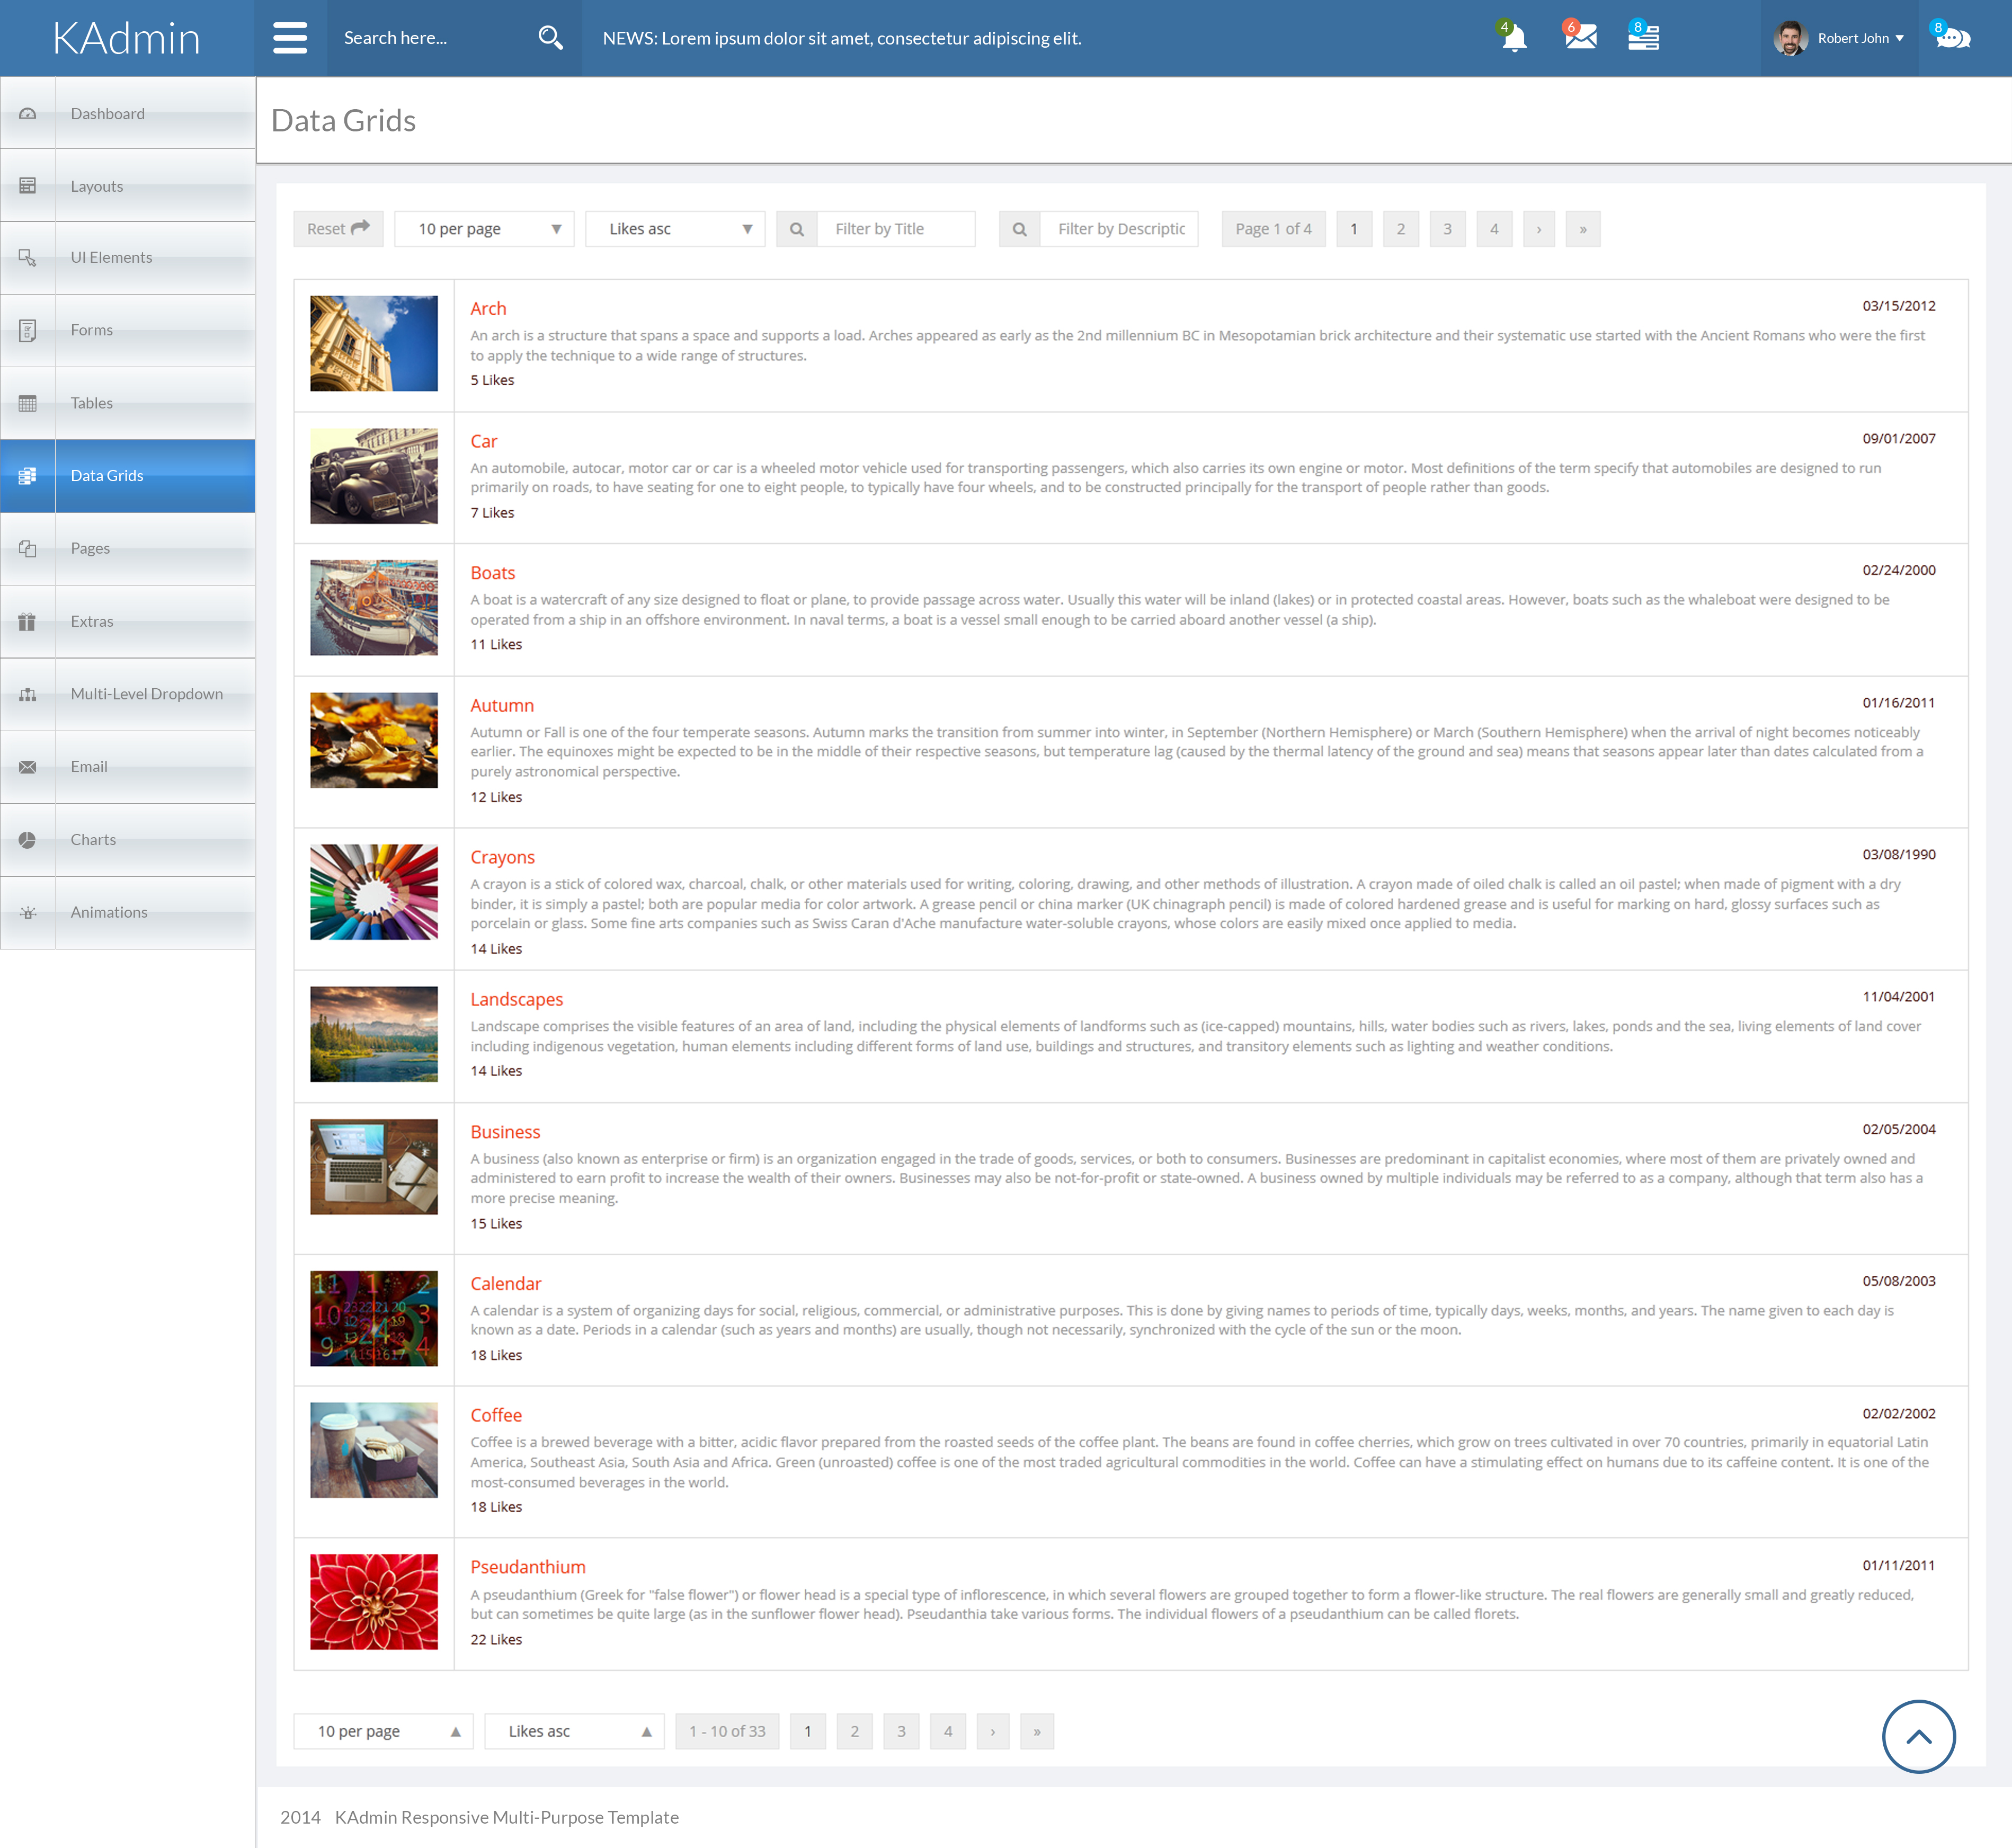 KAdmin
Search here...
NEWS: Lorem ipsum dolor sit amet, consectetur adipiscing elit.
4
6
8
Robert John
8
Dashboard
Layouts
UI Elements
Forms
Tables
Data Grids
Pages
Extras
Multi-Level Dropdown
Email
Charts
Animations
Data Grids
Reset
10 per page
Likes asc
Filter by Title
Filter by Descriptic
Page 1 of 4
1
2
3
4
›
»
Arch
03/15/2012
An arch is a structure that spans a space and supports a load. Arches appeared as early as the 2nd millennium BC in Mesopotamian brick architecture and their systematic use started with the Ancient Romans who were the first
to apply the technique to a wide range of structures.
5 Likes
Car
09/01/2007
An automobile, autocar, motor car or car is a wheeled motor vehicle used for transporting passengers, which also carries its own engine or motor. Most definitions of the term specify that automobiles are designed to run
primarily on roads, to have seating for one to eight people, to typically have four wheels, and to be constructed principally for the transport of people rather than goods.
7 Likes
Boats
02/24/2000
A boat is a watercraft of any size designed to float or plane, to provide passage across water. Usually this water will be inland (lakes) or in protected coastal areas. However, boats such as the whaleboat were designed to be
operated from a ship in an offshore environment. In naval terms, a boat is a vessel small enough to be carried aboard another vessel (a ship).
11 Likes
Autumn
01/16/2011
Autumn or Fall is one of the four temperate seasons. Autumn marks the transition from summer into winter, in September (Northern Hemisphere) or March (Southern Hemisphere) when the arrival of night becomes noticeably
earlier. The equinoxes might be expected to be in the middle of their respective seasons, but temperature lag (caused by the thermal latency of the ground and sea) means that seasons appear later than dates calculated from a
purely astronomical perspective.
12 Likes
Crayons
03/08/1990
A crayon is a stick of colored wax, charcoal, chalk, or other materials used for writing, coloring, drawing, and other methods of illustration. A crayon made of oiled chalk is called an oil pastel; when made of pigment with a dry
binder, it is simply a pastel; both are popular media for color artwork. A grease pencil or china marker (UK chinagraph pencil) is made of colored hardened grease and is useful for marking on hard, glossy surfaces such as
porcelain or glass. Some fine arts companies such as Swiss Caran d'Ache manufacture water-soluble crayons, whose colors are easily mixed once applied to media.
14 Likes
Landscapes
11/04/2001
Landscape comprises the visible features of an area of land, including the physical elements of landforms such as (ice-capped) mountains, hills, water bodies such as rivers, lakes, ponds and the sea, living elements of land cover
including indigenous vegetation, human elements including different forms of land use, buildings and structures, and transitory elements such as lighting and weather conditions.
14 Likes
Business
02/05/2004
A business (also known as enterprise or firm) is an organization engaged in the trade of goods, services, or both to consumers. Businesses are predominant in capitalist economies, where most of them are privately owned and
administered to earn profit to increase the wealth of their owners. Businesses may also be not-for-profit or state-owned. A business owned by multiple individuals may be referred to as a company, although that term also has a
more precise meaning.
15 Likes
11 1 2
10 23 22 21 20 3
24
9 14 15 16 17 4
Calendar
05/08/2003
A calendar is a system of organizing days for social, religious, commercial, or administrative purposes. This is done by giving names to periods of time, typically days, weeks, months, and years. The name given to each day is
known as a date. Periods in a calendar (such as years and months) are usually, though not necessarily, synchronized with the cycle of the sun or the moon.
18 Likes
Coffee
02/02/2002
Coffee is a brewed beverage with a bitter, acidic flavor prepared from the roasted seeds of the coffee plant. The beans are found in coffee cherries, which grow on trees cultivated in over 70 countries, primarily in equatorial Latin
America, Southeast Asia, South Asia and Africa. Green (unroasted) coffee is one of the most traded agricultural commodities in the world. Coffee can have a stimulating effect on humans due to its caffeine content. It is one of the
most-consumed beverages in the world.
18 Likes
Pseudanthium
01/11/2011
A pseudanthium (Greek for "false flower") or flower head is a special type of inflorescence, in which several flowers are grouped together to form a flower-like structure. The real flowers are generally small and greatly reduced,
but can sometimes be quite large (as in the sunflower flower head). Pseudanthia take various forms. The individual flowers of a pseudanthium can be called florets.
22 Likes
10 per page
Likes asc
1 - 10 of 33
1
2
3
4
›
»
2014 KAdmin Responsive Multi-Purpose Template